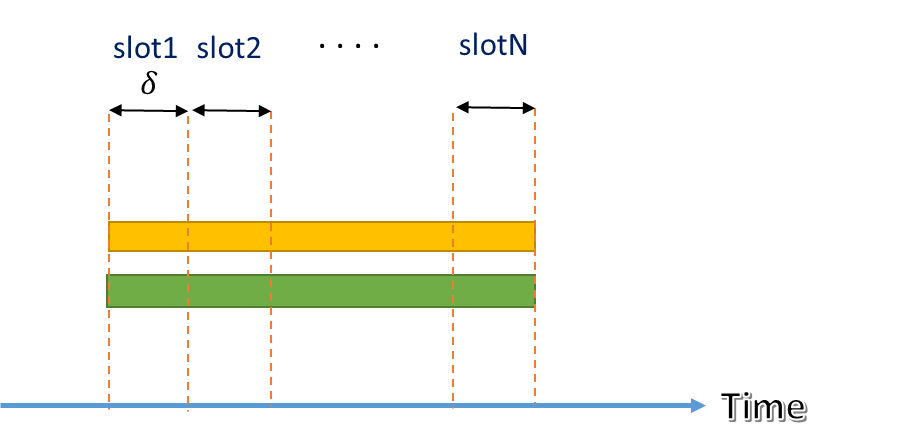 slot1 slot2 . . . . slotN
δ
Time